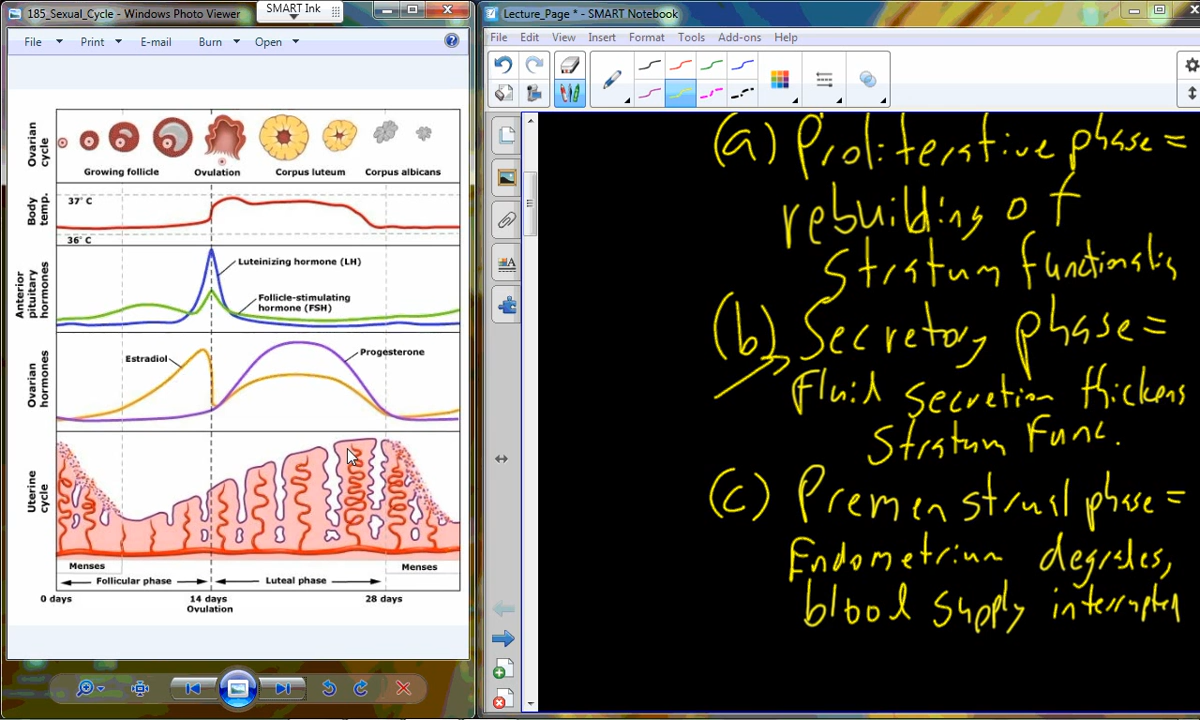 185_Sexual_Cycle - Windows Photo Viewer
SMART Ink
File Print E-mail Burn Open
Ovarian cycle
Growing follicle Ovulation Corpus luteum Corpus albicans
Body temp.
37° C
36° C
Anterior pituitary hormones
Luteinizing hormone (LH)
Follicle-stimulating
hormone (FSH)
Ovarian hormones
Estradiol
Progesterone
Uterine cycle
Menses
Menses
Follicular phase
Luteal phase
0 days 14 days 28 days
Ovulation
Lecture_Page * - SMART Notebook
File Edit View Insert Format Tools Add-ons Help
(a) Proliferative phase =
rebuilding of
Stratum functionalis
(b) Secretory phase =
Fluid secretion thickens
Stratum Func.
(c) Premenstrual phase =
Endometrium degrades,
blood supply interrupted